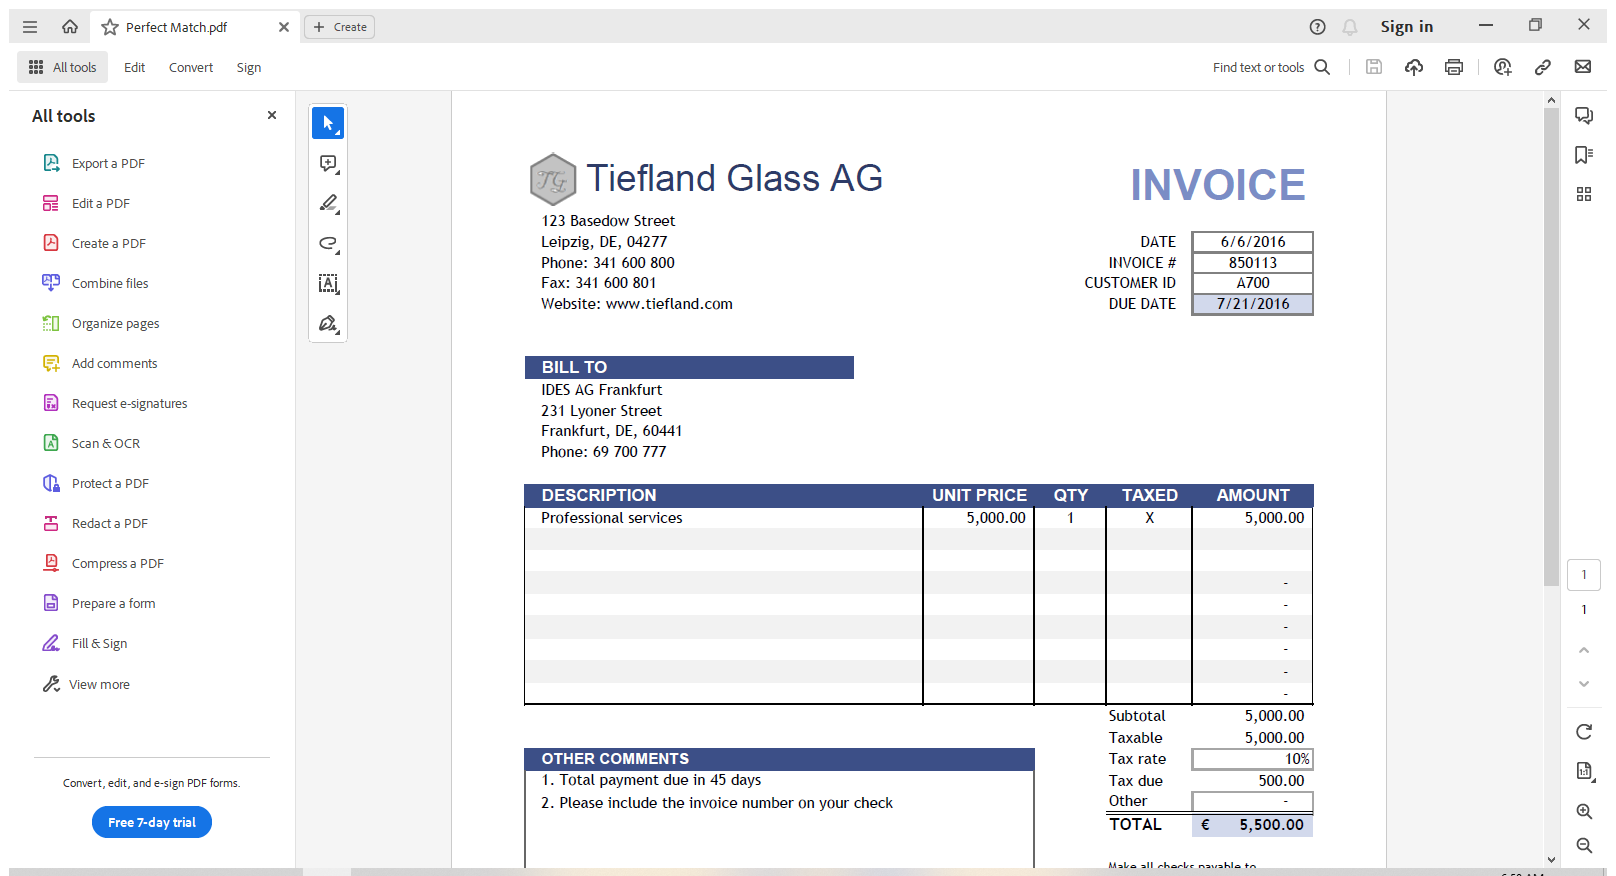 Perfect Match.pdf
Create
Sign in
All tools
Edit
Convert
Sign
Find text or tools
All tools
Export a PDF
Edit a PDF
Create a PDF
Combine files
Organize pages
Add comments
Request e-signatures
Scan & OCR
Protect a PDF
Redact a PDF
Compress a PDF
Prepare a form
Fill & Sign
View more
Convert, edit, and e-sign PDF forms.
Free 7-day trial
TG Tiefland Glass AG
INVOICE
123 Basedow Street
Leipzig, DE, 04277
Phone: 341 600 800
Fax: 341 600 801
Website: www.tiefland.com
DATE 6/6/2016
INVOICE # 850113
CUSTOMER ID A700
DUE DATE 7/21/2016
BILL TO
IDES AG Frankfurt
231 Lyoner Street
Frankfurt, DE, 60441
Phone: 69 700 777
DESCRIPTION UNIT PRICE QTY TAXED AMOUNT
Professional services 5,000.00 1 X 5,000.00
-
-
-
-
-
-
Subtotal 5,000.00
Taxable 5,000.00
Tax rate 10%
Tax due 500.00
Other -
TOTAL € 5,500.00
OTHER COMMENTS
1. Total payment due in 45 days
2. Please include the invoice number on your check
Make all checks payable to
1
1